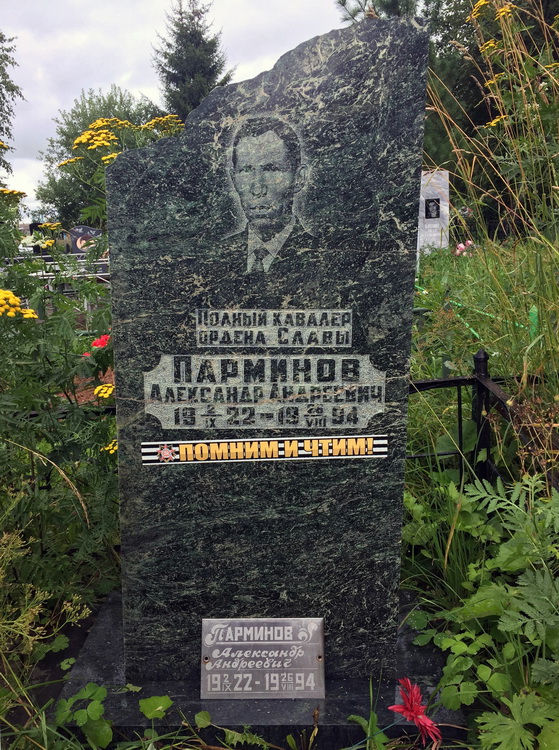 Полный кавалер
ордена Славы
ПАРМИНОВ
Александр Андреевич
19 2/IX 22 - 19 26/VIII 94
ПОМНИМ И ЧТИМ!
ПАРМИНОВ
Александр
Андреевич
19 2/IX 22 - 19 26/VIII 94